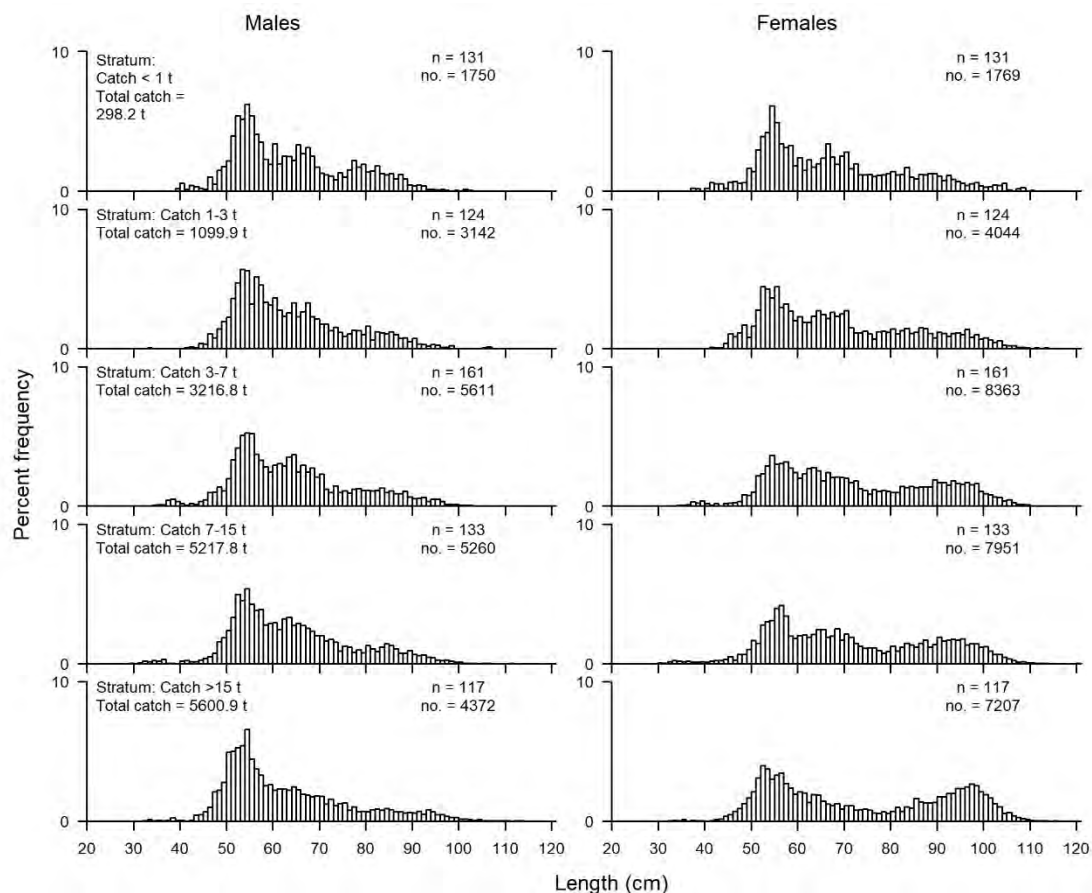 Males
Females
Stratum:
Catch < 1 t
Total catch =
298.2 t
n = 131
no. = 1750
n = 131
no. = 1769
10
0
10
0
Stratum: Catch 1-3 t
Total catch = 1099.9 t
n = 124
no. = 3142
n = 124
no. = 4044
10
0
10
0
Stratum: Catch 3-7 t
Total catch = 3216.8 t
n = 161
no. = 5611
n = 161
no. = 8363
10
0
10
0
Stratum: Catch 7-15 t
Total catch = 5217.8 t
n = 133
no. = 5260
n = 133
no. = 7951
10
0
10
0
Stratum: Catch >15 t
Total catch = 5600.9 t
n = 117
no. = 4372
n = 117
no. = 7207
10
0
10
0
20 30 40 50 60 70 80 90 100 110 120
20 30 40 50 60 70 80 90 100 110 120
Percent frequency
Length (cm)